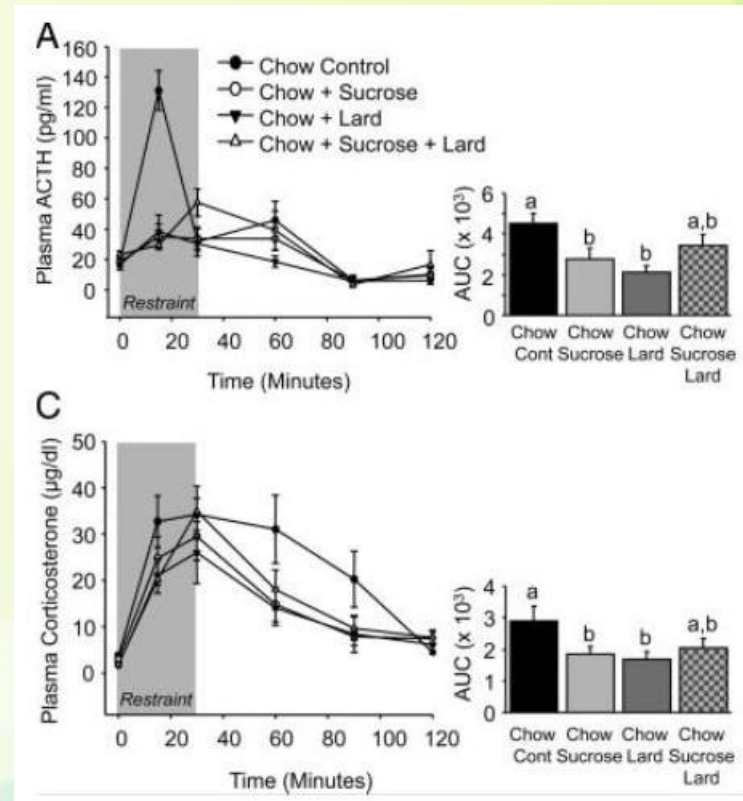 A
160
140
120
100
80
60
40
20
0
Plasma ACTH (pg/ml)
Chow Control
Chow + Sucrose
Chow + Lard
Chow + Sucrose + Lard
Restraint
0 20 40 60 80 100 120
Time (Minutes)
6
4
2
0
AUC (x 10³)
a
b
b
a,b
Chow Chow Chow Chow
Cont Sucrose Lard Sucrose
Lard
C
50
40
30
20
10
0
Plasma Corticosterone (µg/dl)
Restraint
0 20 40 60 80 100 120
Time (Minutes)
4
3
2
1
0
AUC (x 10³)
a
b
b
a,b
Chow Chow Chow Chow
Cont Sucrose Lard Sucrose
Lard